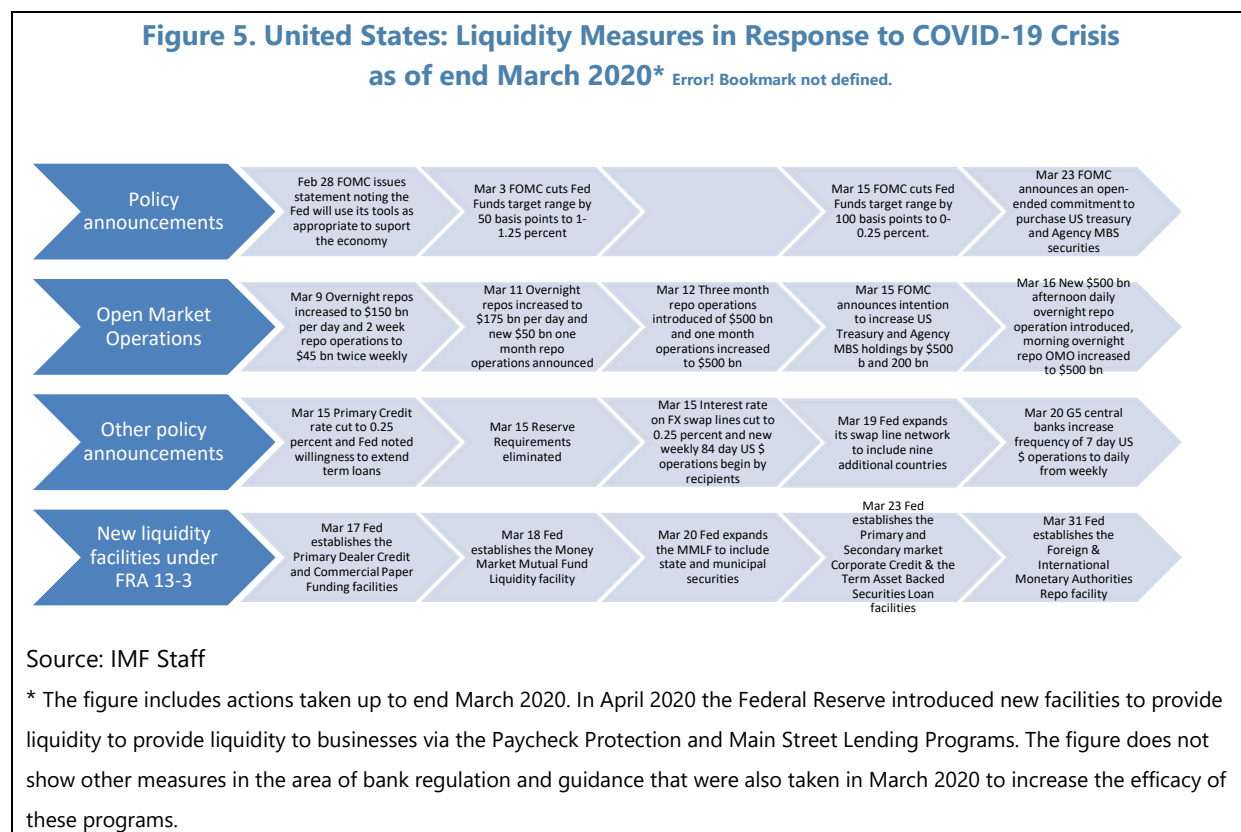 Figure 5. United States: Liquidity Measures in Response to COVID-19 Crisis
as of end March 2020* Error! Bookmark not defined.
Policy
announcements
Feb 28 FOMC issues
statement noting the
Fed will use its tools as
appropriate to suport the
economy
Mar 3 FOMC cuts Fed
Funds target range by
50 basis points to 1-
1.25 percent
Mar 15 FOMC cuts Fed
Funds target range by
100 basis points to 0-
0.25 percent.
Mar 23 FOMC
announces an open-
ended commitment to
purchase US treasury
and Agency MBS
securities
Open Market
Operations
Mar 9 Overnight repos
increased to $150 bn
per day and 2 week
repo operations to
$45 bn twice weekly
Mar 11 Overnight
repos increased to
$175 bn per day and
new $50 bn one
month repo
operations announced
Mar 12 Three month
repo operations
introduced of $500 bn
and one month
operations increased
to $500 bn
Mar 15 FOMC
announces intention
to increase US
Treasury and Agency
MBS holdings by $500
b and 200 bn
Mar 16 New $500 bn
afternoon daily
overnight repo
operation introduced,
morning overnight
repo OMO increased
to $500 bn
Other policy
announcements
Mar 15 Primary Credit
rate cut to 0.25
percent and Fed noted
willingness to extend
term loans
Mar 15 Reserve
Requirements
eliminated
Mar 15 Interest rate
on FX swap lines cut to
0.25 percent and new
weekly 84 day US $
operations begin by
recipients
Mar 19 Fed expands
its swap line network
to include nine
additional countries
Mar 20 G5 central
banks increase
frequency of 7 day US
$ operations to daily
from weekly
New liquidity
facilities under
FRA 13-3
Mar 17 Fed
establishes the
Primary Dealer Credit
and Commercial Paper
Funding facilities
Mar 18 Fed
establishes the Money
Market Mutual Fund
Liquidity facility
Mar 20 Fed expands
the MMLF to include
state and municipal
securities
Mar 23 Fed
establishes the
Primary and
Secondary market
Corporate Credit & the
Term Asset Backed
Securities Loan
facilities
Mar 31 Fed
establishes the
Foreign &
International
Monetary Authorities
Repo facility
Source: IMF Staff
* The figure includes actions taken up to end March 2020. In April 2020 the Federal Reserve introduced new facilities to provide
liquidity to provide liquidity to businesses via the Paycheck Protection and Main Street Lending Programs. The figure does not
show other measures in the area of bank regulation and guidance that were also taken in March 2020 to increase the efficacy of
these programs.